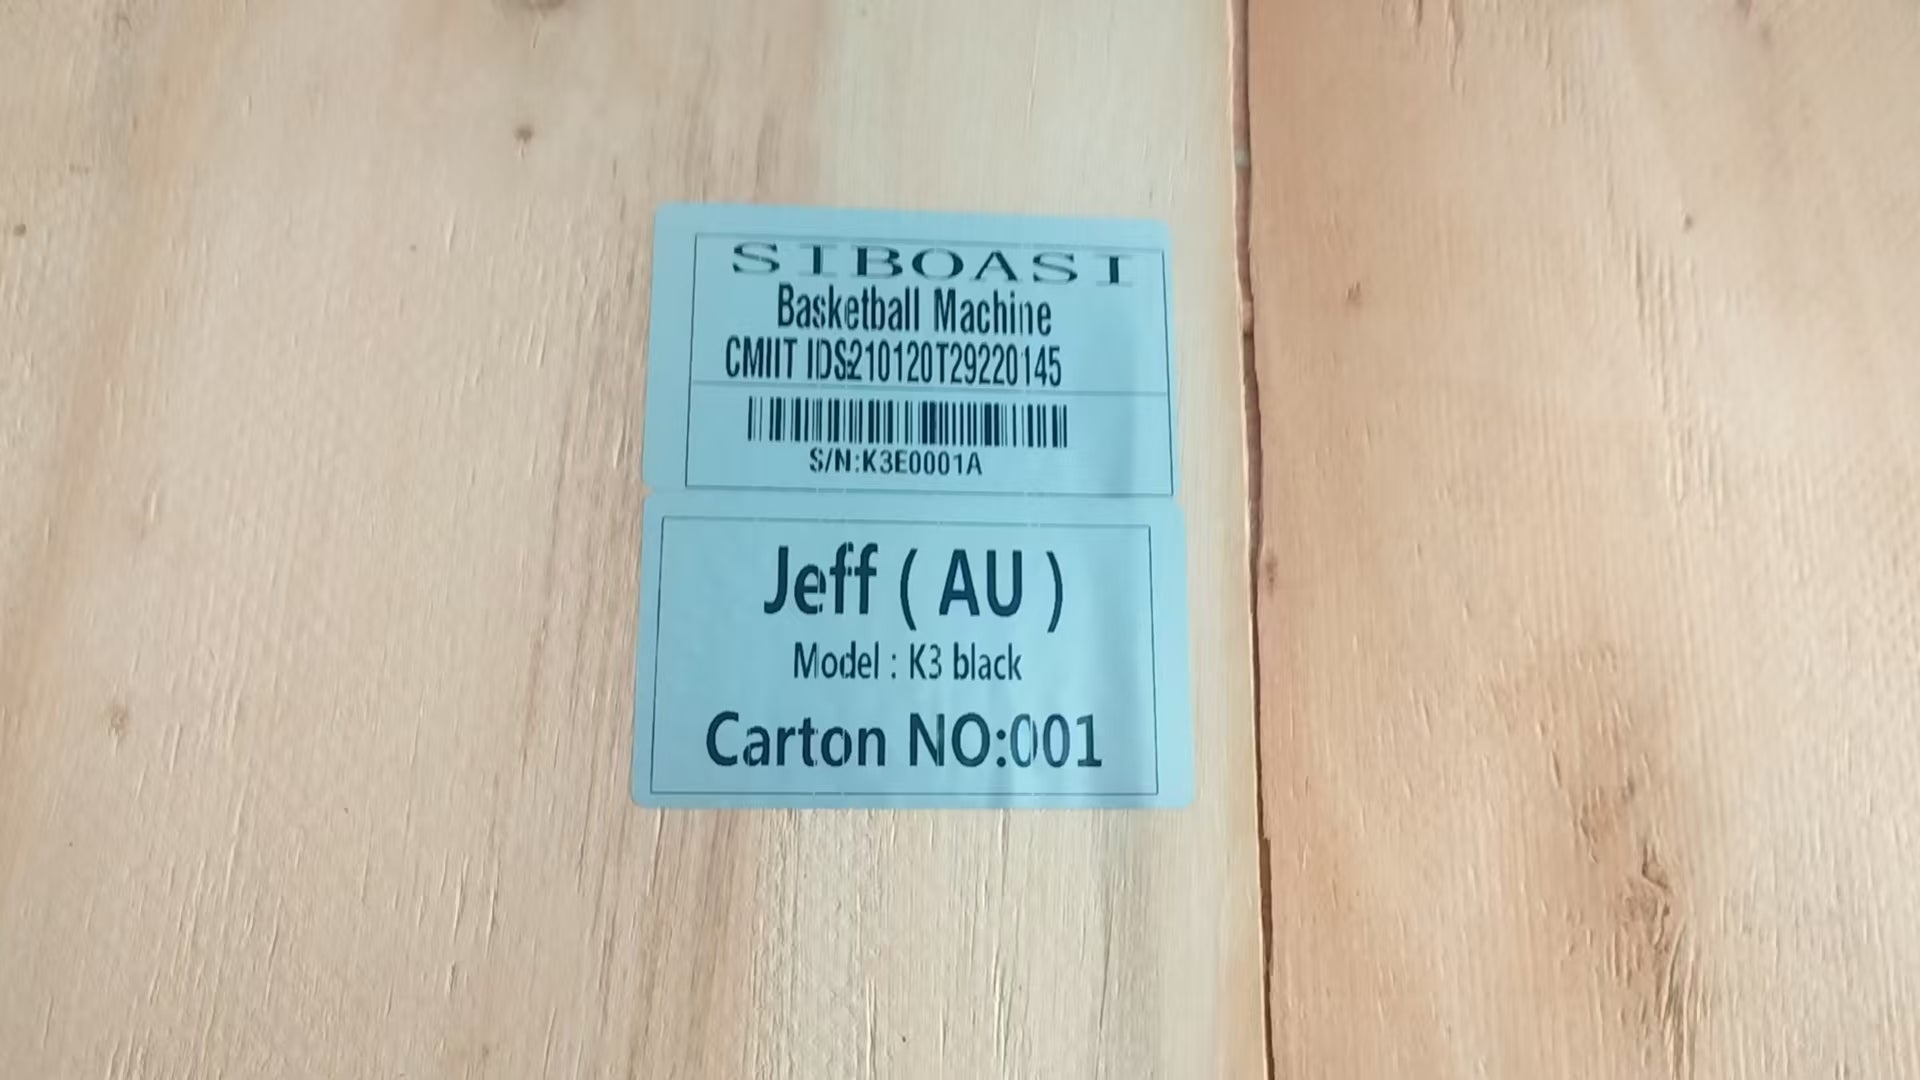 SIBOASI
Basketball Machine
CMIIT IDS210120T29220145
S/N:K3E0001A
Jeff ( AU )
Model : K3 black
Carton NO:001